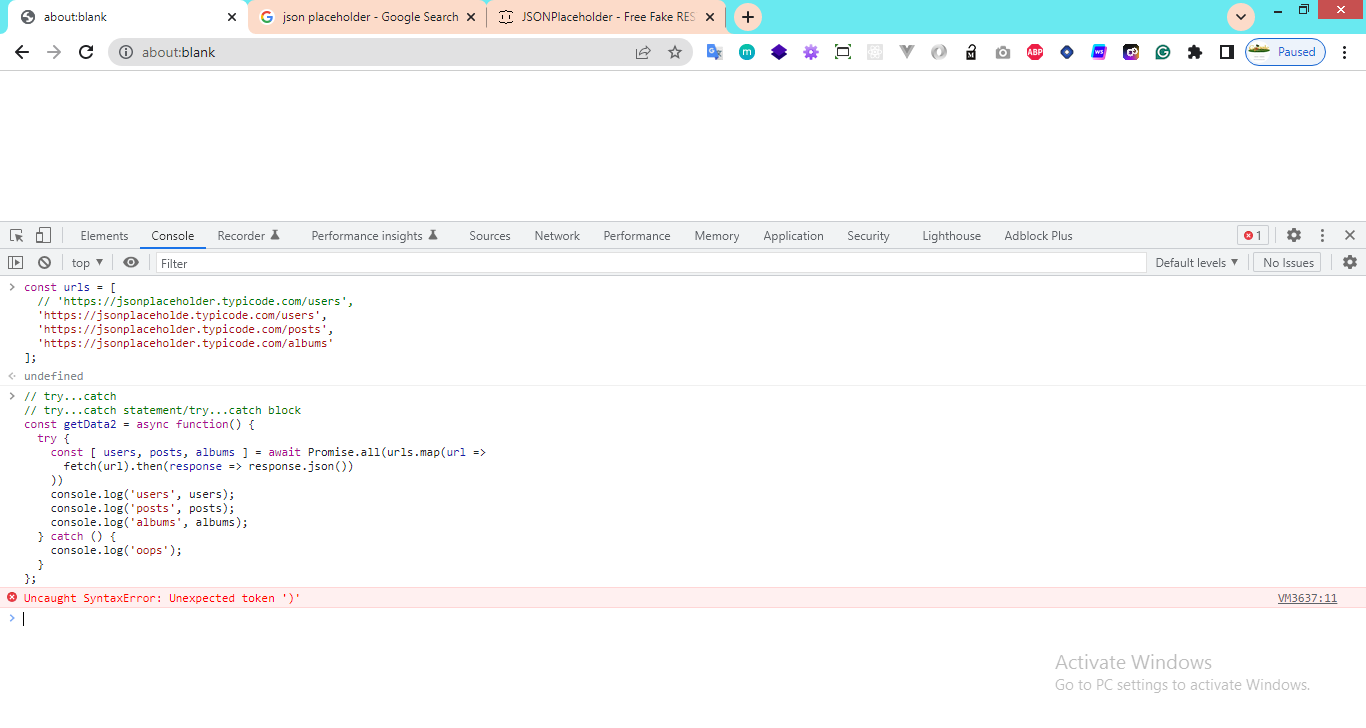 about:blank
json placeholder - Google Search
JSONPlaceholder - Free Fake RES
about:blank
Paused
Elements Console Recorder Performance insights Sources Network Performance Memory Application Security Lighthouse Adblock Plus 1
top Filter Default levels No Issues
const urls = [
// 'https://jsonplaceholder.typicode.com/users',
'https://jsonplaceholde.typicode.com/users',
'https://jsonplaceholder.typicode.com/posts',
'https://jsonplaceholder.typicode.com/albums'
];
undefined
// try...catch
// try...catch statement/try...catch block
const getData2 = async function() {
try {
const [ users, posts, albums ] = await Promise.all(urls.map(url =>
fetch(url).then(response => response.json())
))
console.log('users', users);
console.log('posts', posts);
console.log('albums', albums);
} catch () {
console.log('oops');
}
};
Uncaught SyntaxError: Unexpected token ')' VM3637:11
Activate Windows
Go to PC settings to activate Windows.